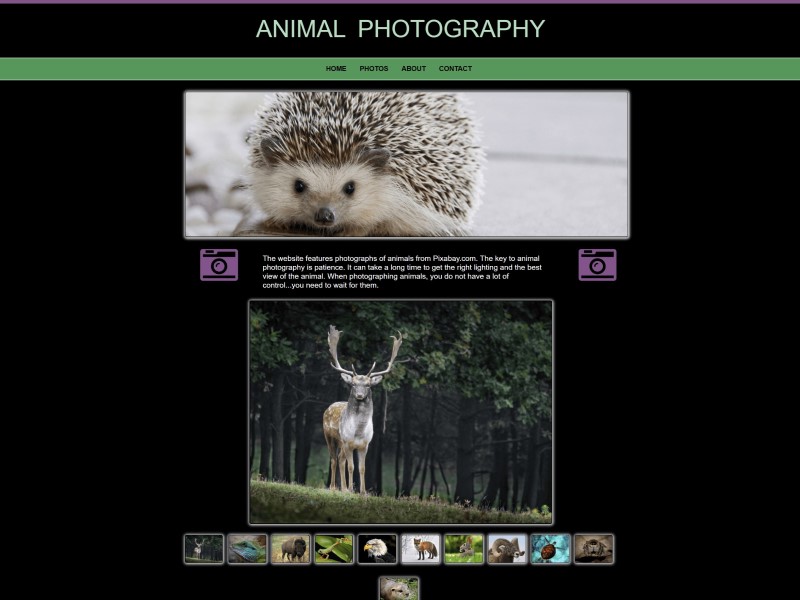 ANIMAL PHOTOGRAPHY
HOME PHOTOS ABOUT CONTACT
The website features photographs of animals from Pixabay.com. The key to animal
photography is patience. It can take a long time to get the right lighting and the best
view of the animal. When photographing animals, you do not have a lot of
control...you need to wait for them.